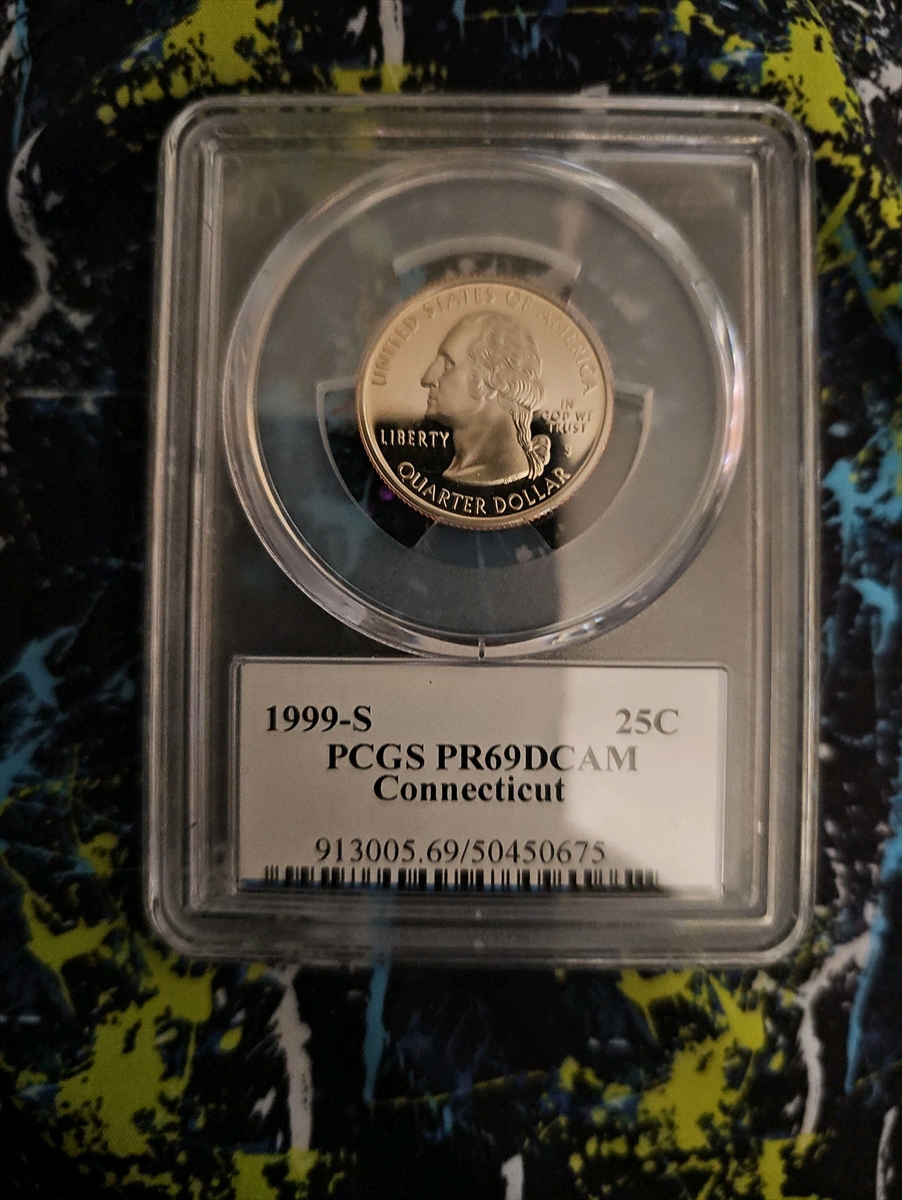 UNITED STATES OF AMERICA
IN
GOD WE
TRUST
LIBERTY
S
QUARTER DOLLAR
1999-S 25C
PCGS PR69DCAM
Connecticut
913005.69/50450675